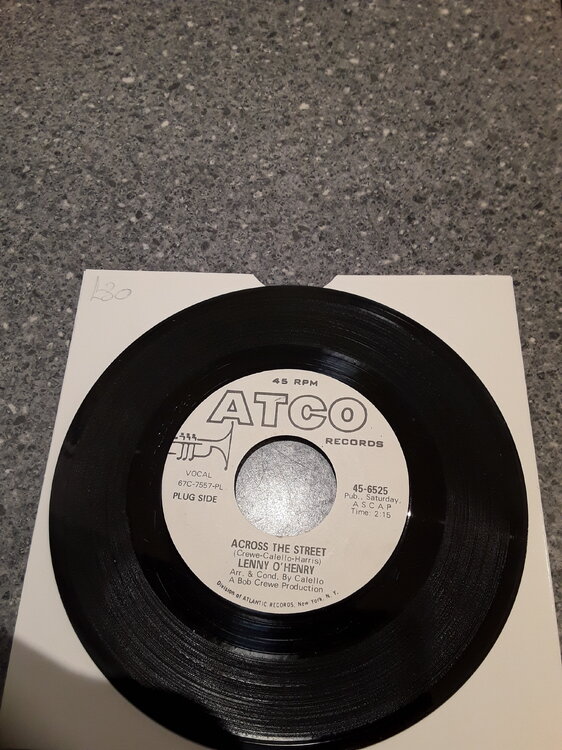 £30
45 RPM
ATCO
RECORDS
VOCAL
67C-7557-PL
PLUG SIDE
45-6525
Pub., Saturday,
ASCAP
Time: 2:15
ACROSS THE STREET
(Crewe-Calello-Harris)
LENNY O'HENRY
Arr. & Cond. By Calello
A Bob Crewe Production
Division of ATLANTIC RECORDS, New York, N. Y.